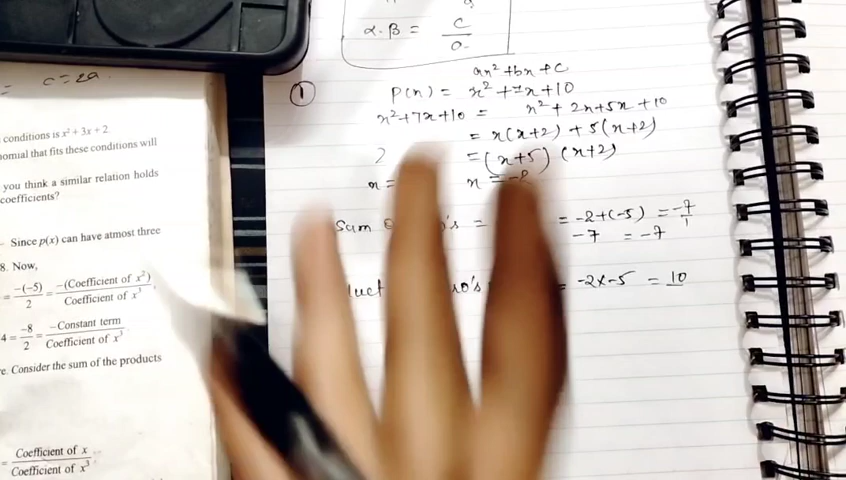 c=2a
conditions is x² + 3x + 2
nomial that fits these conditions will
you think a similar relation holds
coefficients?
Since p(x) can have atmost three
8. Now,
= -(-5)/2 = -(Coefficient of x²)/Coefficient of x³
4 = -8/2 = -Constant term/Coefficient of x³
e. Consider the sum of the products
= Coefficient of x/Coefficient of x³
α.β = c/a
ax²+bx+c
① P(x) = x²+7x+10
x²+7x+10 = x²+2x+5x+10
= x(x+2)+5(x+2)
=(x+5)(x+2)
x= x =
Sum = -2+(-5) = -7/1
-7 = -7
= -2x-5 = 10